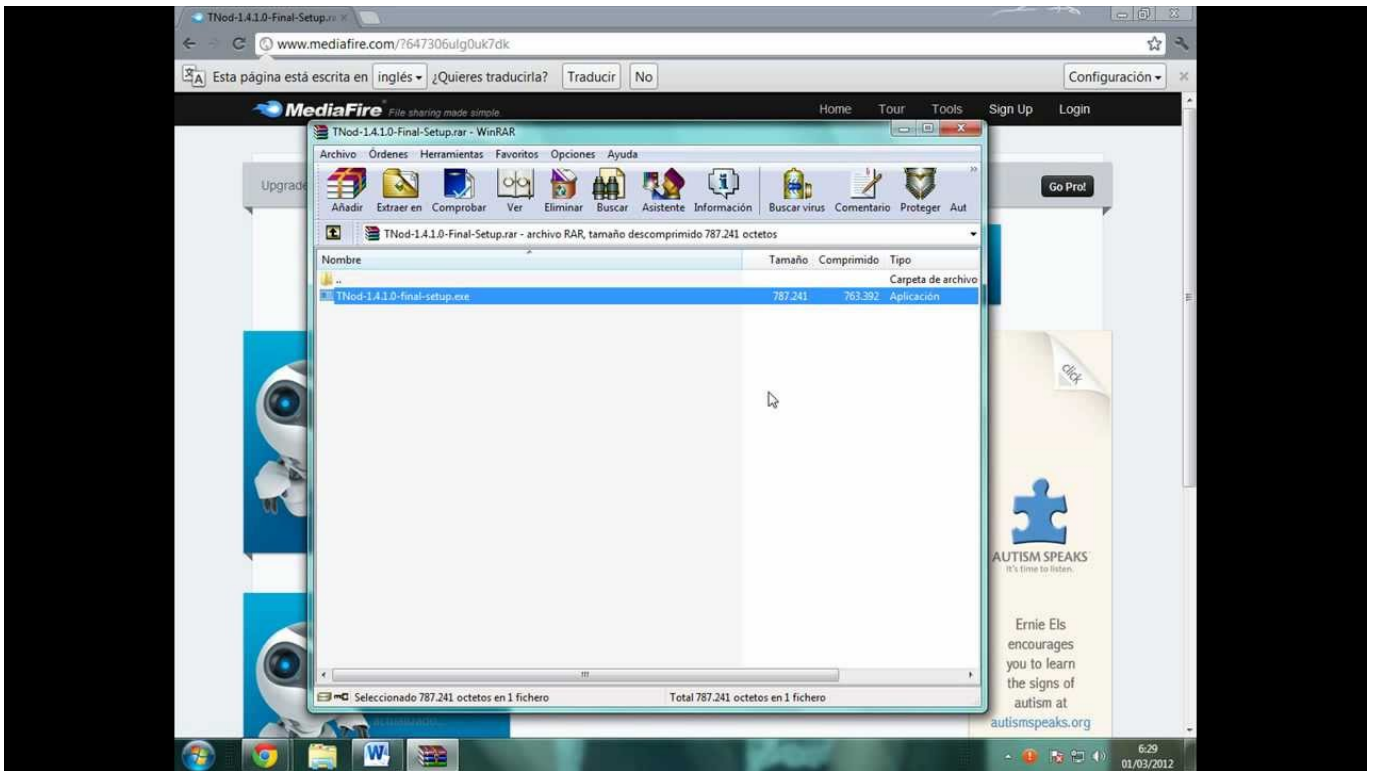 TNod-1.4.1.0-Final-Setup.ra
www.mediafire.com/?647306ulg0uk7dk
Esta página está escrita en inglés ¿Quieres traducirla? Traducir No Configuración
MediaFire File sharing made simple Home Tour Tools Sign Up Login
TNod-1.4.1.0-Final-Setup.rar - WinRAR
Archivo Órdenes Herramientas Favoritos Opciones Ayuda
Upgrade Go Pro!
Añadir Extraer en Comprobar Ver Eliminar Buscar Asistente Información Buscar virus Comentario Proteger Aut
TNod-1.4.1.0-Final-Setup.rar - archivo RAR, tamaño descomprimido 787.241 octetos
Nombre Tamaño Comprimido Tipo
.. Carpeta de archivo
TNod-1.4.1.0-final-setup.exe 787.241 763.392 Aplicación
click
AUTISM SPEAKS
It's time to listen.
Ernie Els
encourages
you to learn
the signs of
autism at
autismspeaks.org
Seleccionado 787.241 octetos en 1 fichero Total 787.241 octetos en 1 fichero
6:29
01/03/2012